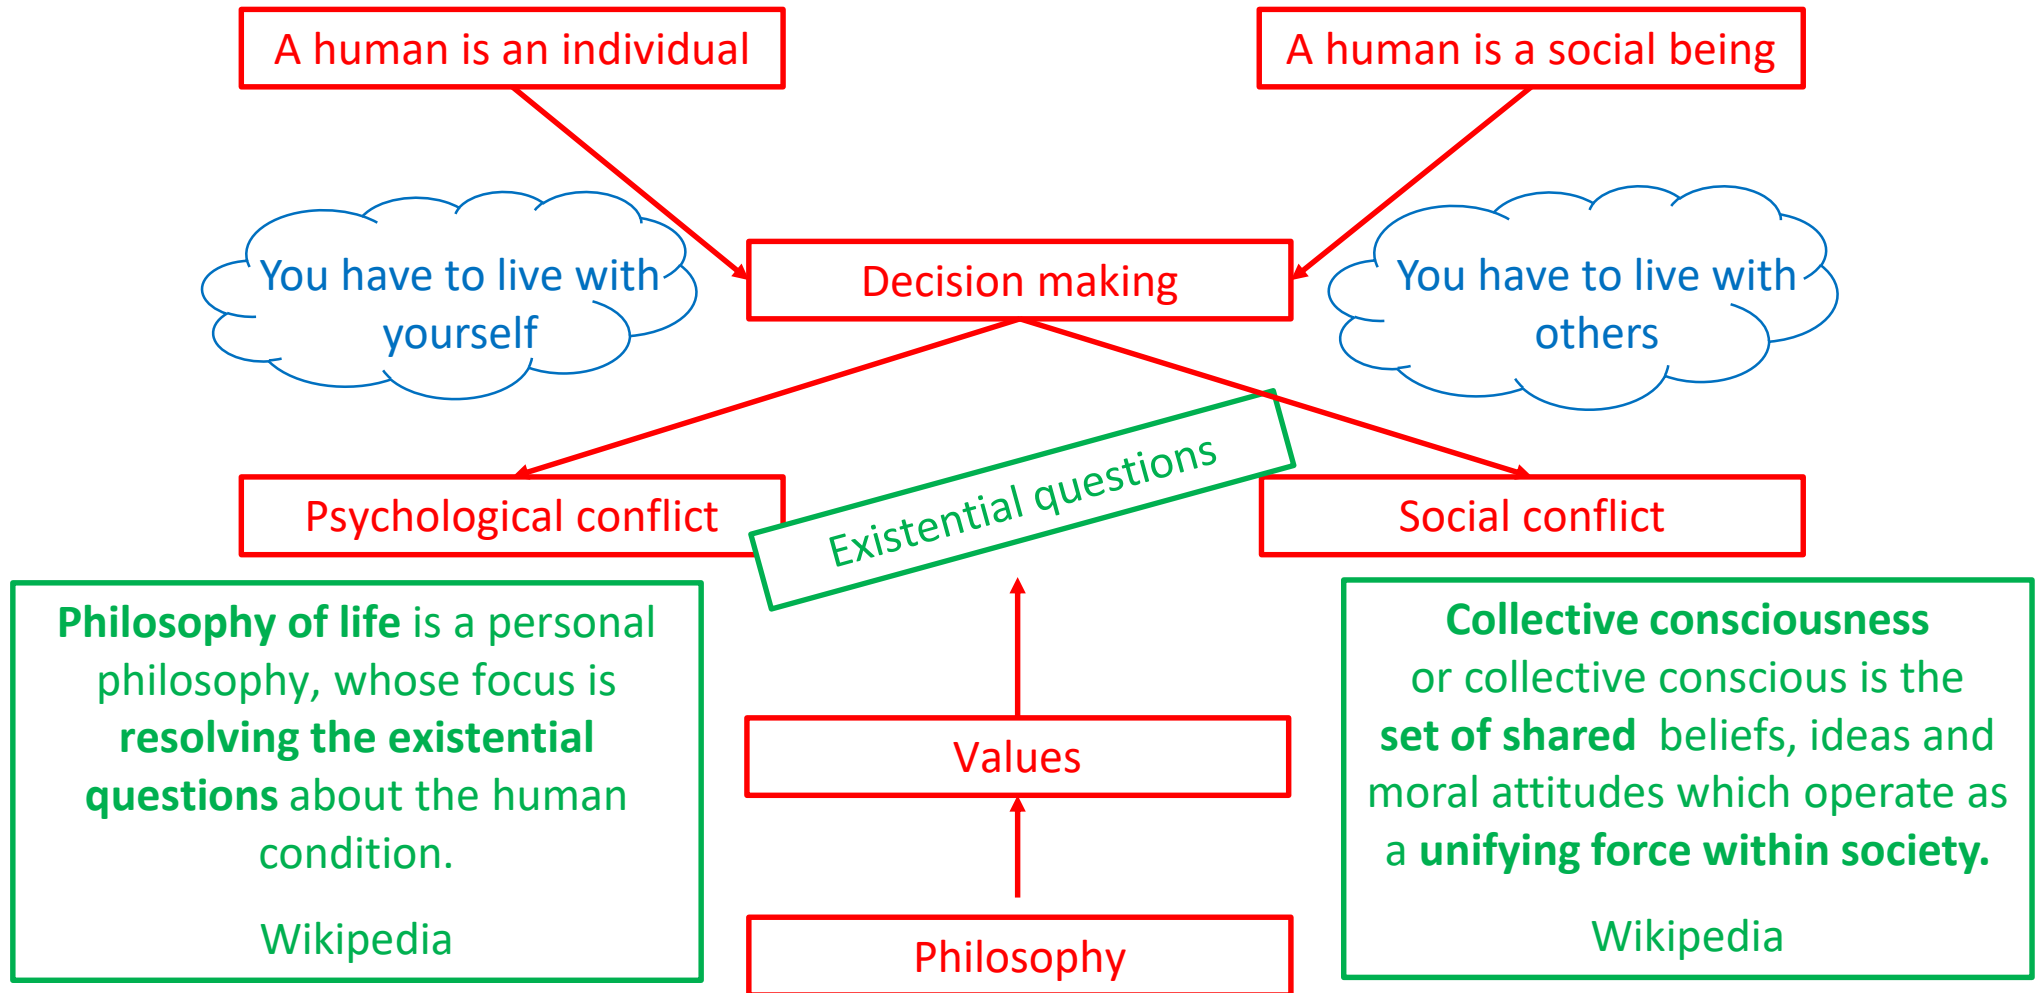 A human is an individual
A human is a social being
You have to live with
yourself
Decision making
You have to live with
others
Existential questions
Psychological conflict
Social conflict
Philosophy of life is a personal
philosophy, whose focus is
resolving the existential
questions about the human
condition.
Wikipedia
Values
Philosophy
Collective consciousness
or collective conscious is the
set of shared  beliefs, ideas and
moral attitudes which operate as
a unifying force within society.
Wikipedia